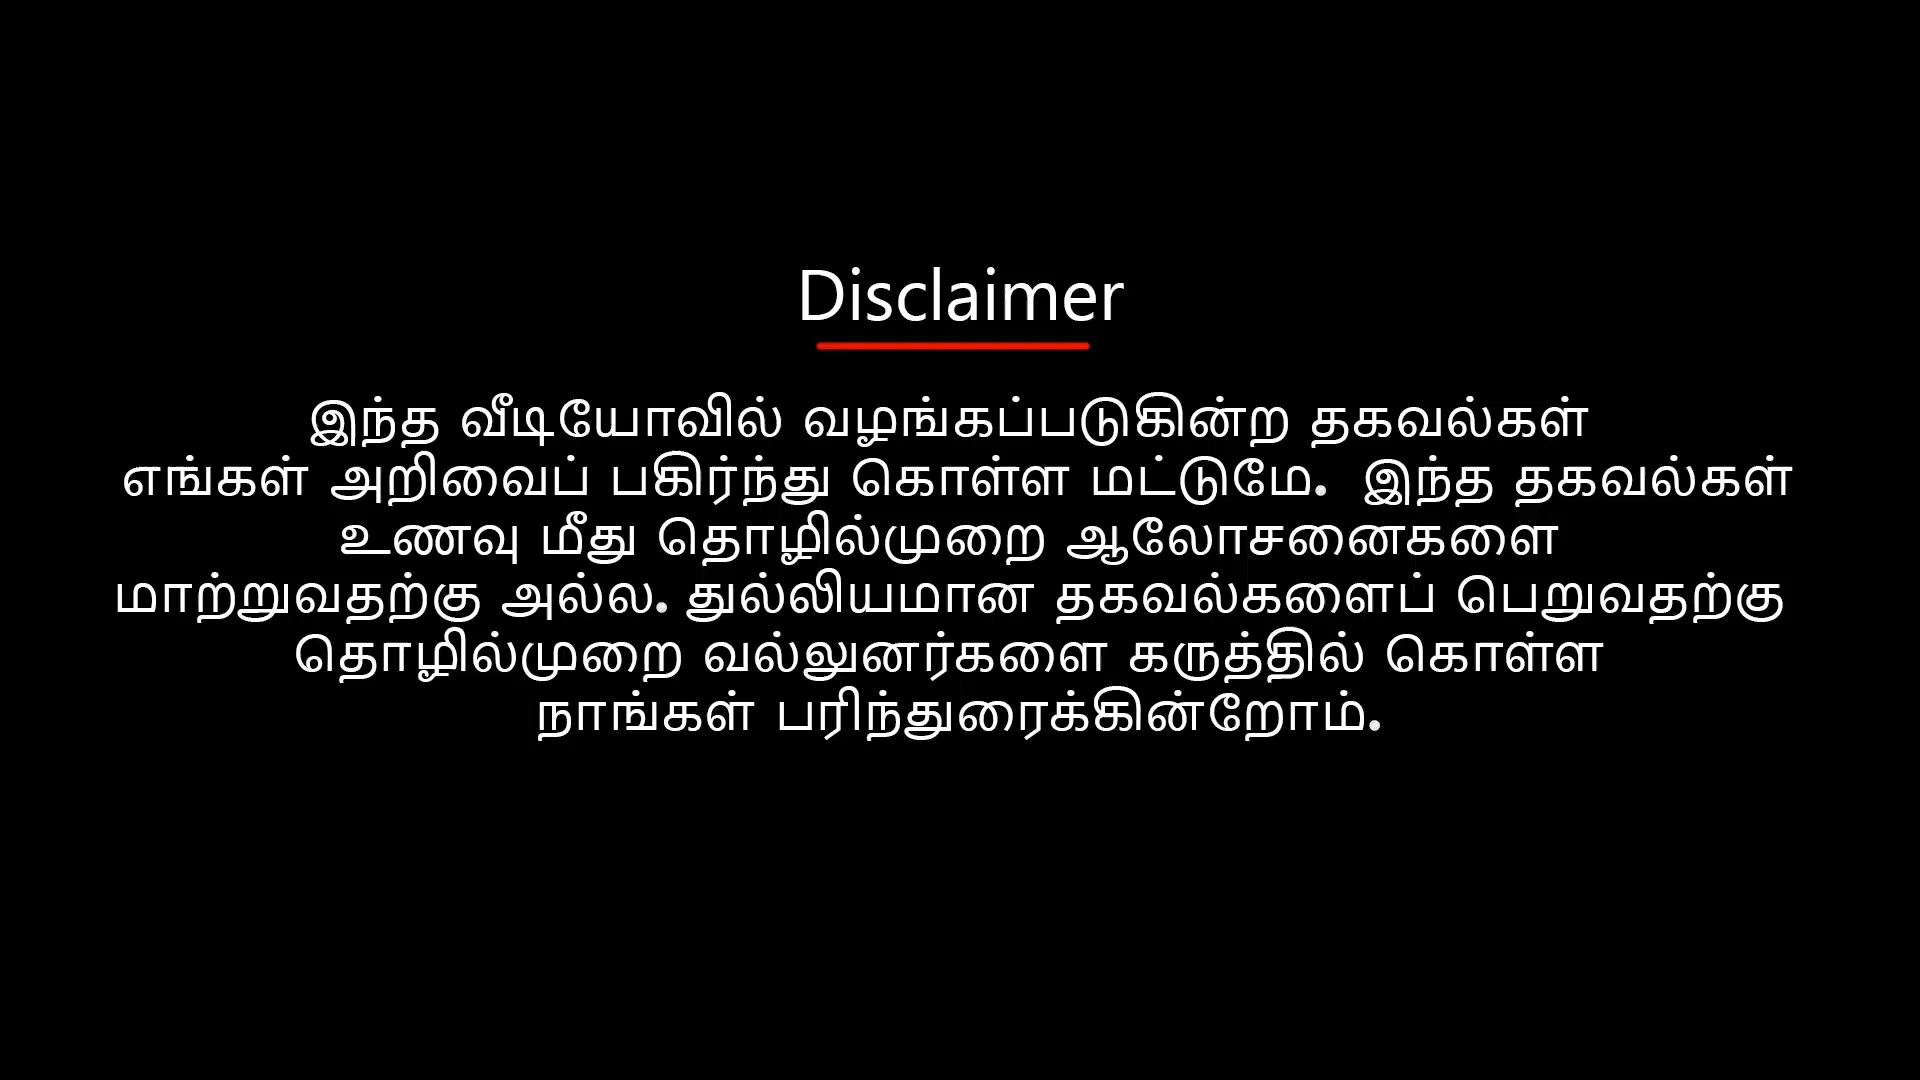 Disclaimer
இந்த வீடியோவில் வழங்கப்படுகின்ற தகவல்கள்
எங்கள் அறிவைப் பகிர்ந்து கொள்ள மட்டுமே. இந்த தகவல்கள்
உணவு மீது தொழில்முறை ஆலோசனைகளை
மாற்றுவதற்கு அல்ல. துல்லியமான தகவல்களைப் பெறுவதற்கு
தொழில்முறை வல்லுனர்களை கருத்தில் கொள்ள
நாங்கள் பரிந்துரைக்கின்றோம்.